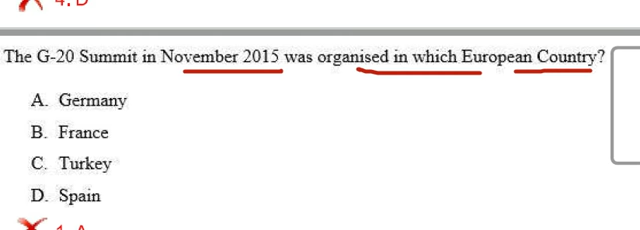 The G-20 Summit in November 2015 was organised in which European Country?
A. Germany
B. France
C. Turkey
D. Spain